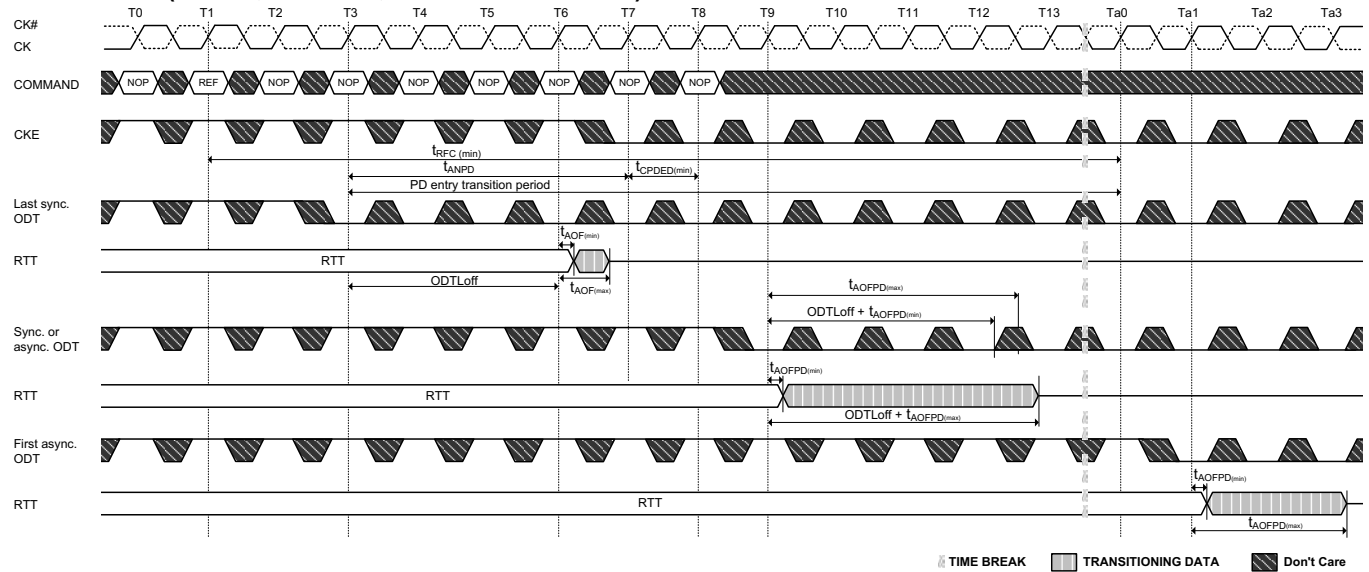 T0 T1 T2 T3 T4 T5 T6 T7 T8 T9 T10 T11 T12 T13 Ta0 Ta1 Ta2 Ta3
CK#
CK
COMMAND NOP REF NOP NOP NOP NOP NOP NOP NOP
CKE
tRFC (min)
tANPD tCPDED(min)
PD entry transition period
Last sync.
ODT
tAOF(min)
RTT RTT
ODTLoff tAOF(max)
tAOFPD(max)
ODTLoff + tAOFPD(min)
Sync. or
async. ODT
tAOFPD(min)
RTT RTT
ODTLoff + tAOFPD(max)
First async.
ODT
tAOFPD(min)
RTT RTT
tAOFPD(max)
TIME BREAK TRANSITIONING DATA Don't Care